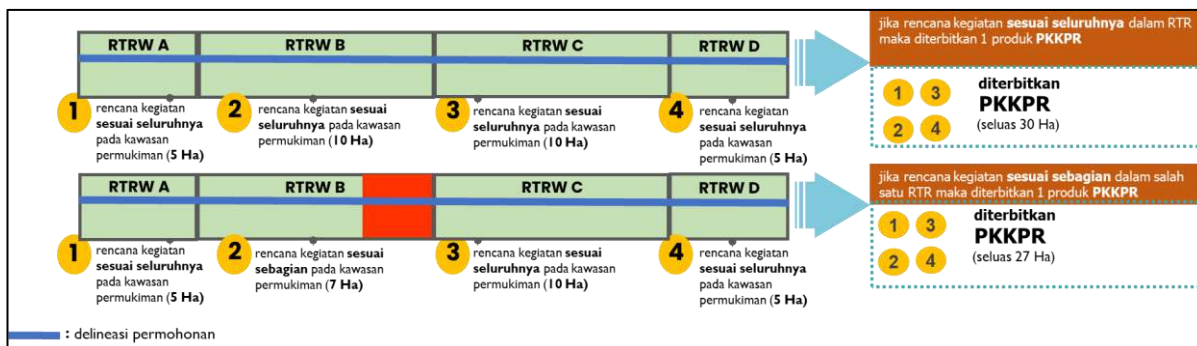 RTRW A RTRW B RTRW C RTRW D
1 rencana kegiatan
sesuai seluruhnya
pada kawasan
permukiman (5 Ha)
2 rencana kegiatan sesuai
seluruhnya pada kawasan
permukiman (10 Ha)
3 rencana kegiatan sesuai
seluruhnya pada kawasan
permukiman (10 Ha)
4 rencana kegiatan
sesuai seluruhnya
pada kawasan
permukiman (5 Ha)
jika rencana kegiatan sesuai seluruhnya dalam RTR
maka diterbitkan 1 produk PKKPR
1 3
2 4
diterbitkan
PKKPR
(seluas 30 Ha)
RTRW A RTRW B RTRW C RTRW D
1 rencana kegiatan
sesuai seluruhnya
pada kawasan
permukiman (5 Ha)
2 rencana kegiatan sesuai
sebagian pada kawasan
permukiman (7 Ha)
3 rencana kegiatan sesuai
seluruhnya pada kawasan
permukiman (10 Ha)
4 rencana kegiatan
sesuai seluruhnya
pada kawasan
permukiman (5 Ha)
jika rencana kegiatan sesuai sebagian dalam salah
satu RTR maka diterbitkan 1 produk PKKPR
1 3
2 4
diterbitkan
PKKPR
(seluas 27 Ha)
: delineasi permohonan